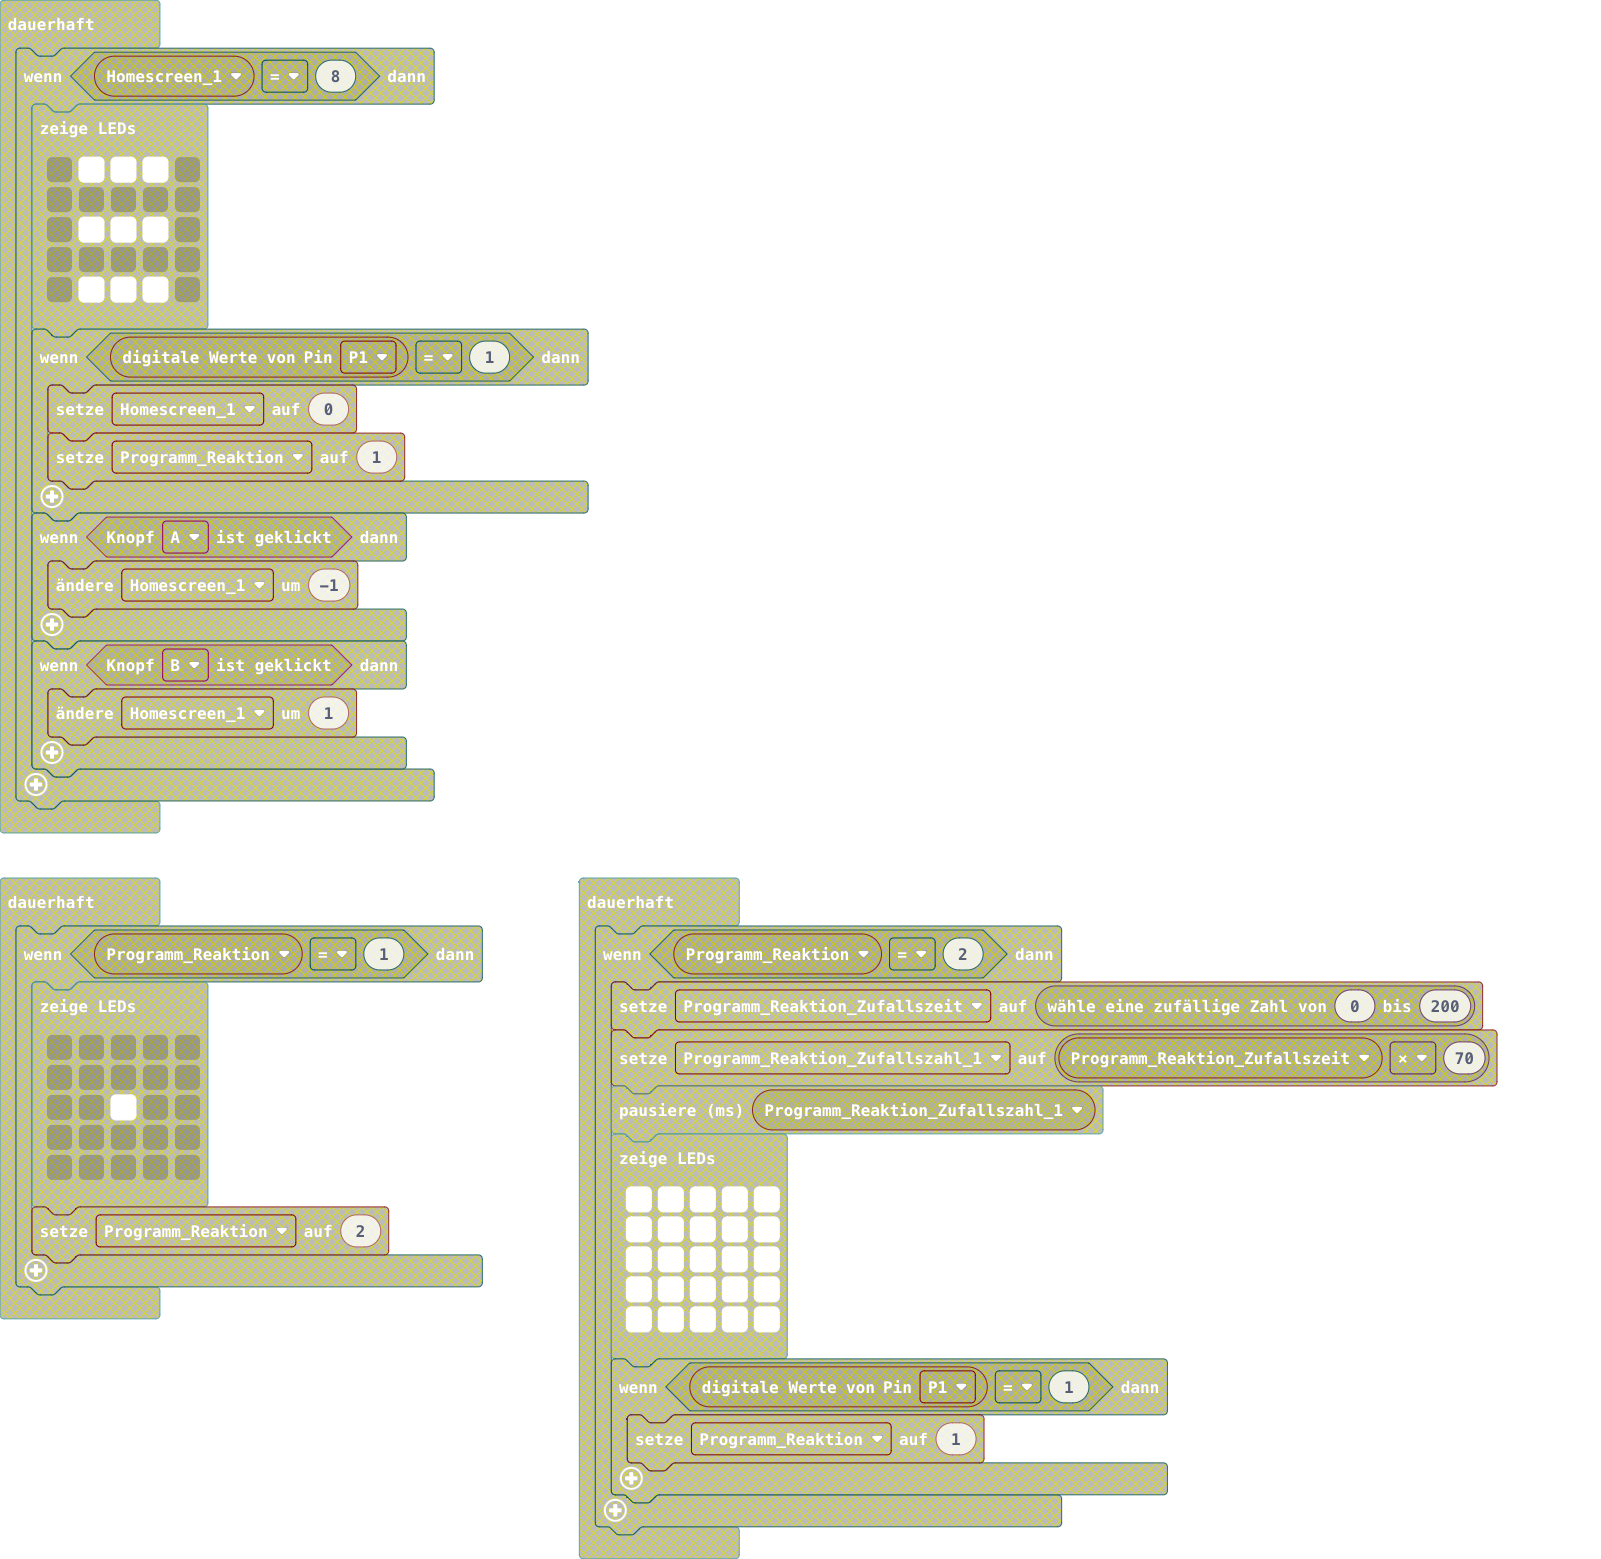 dauerhaft
wenn Homescreen_1 = 8 dann
zeige LEDs
wenn digitale Werte von Pin P1 = 1 dann
setze Homescreen_1 auf 0
setze Programm_Reaktion auf 1
wenn Knopf A ist geklickt dann
ändere Homescreen_1 um −1
wenn Knopf B ist geklickt dann
ändere Homescreen_1 um 1
dauerhaft
wenn Programm_Reaktion = 1 dann
zeige LEDs
setze Programm_Reaktion auf 2
dauerhaft
wenn Programm_Reaktion = 2 dann
setze Programm_Reaktion_Zufallszeit auf wähle eine zufällige Zahl von 0 bis 200
setze Programm_Reaktion_Zufallszahl_1 auf Programm_Reaktion_Zufallszeit × 70
pausiere (ms) Programm_Reaktion_Zufallszahl_1
zeige LEDs
wenn digitale Werte von Pin P1 = 1 dann
setze Programm_Reaktion auf 1